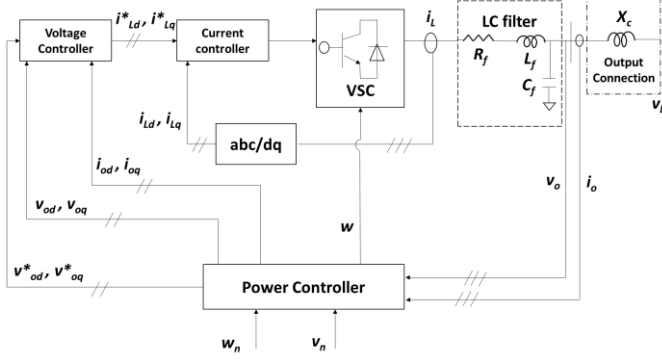 Voltage
Controller
i*Ld, i*Lq
Current
controller
VSC
iL
LC filter
Rf
Lf
Cf
Xc
Output
Connection
iLd, iLq
abc/dq
iod, ioq
vod, voq
v*od, v*oq
w
vo
io
Power Controller
wn
vn